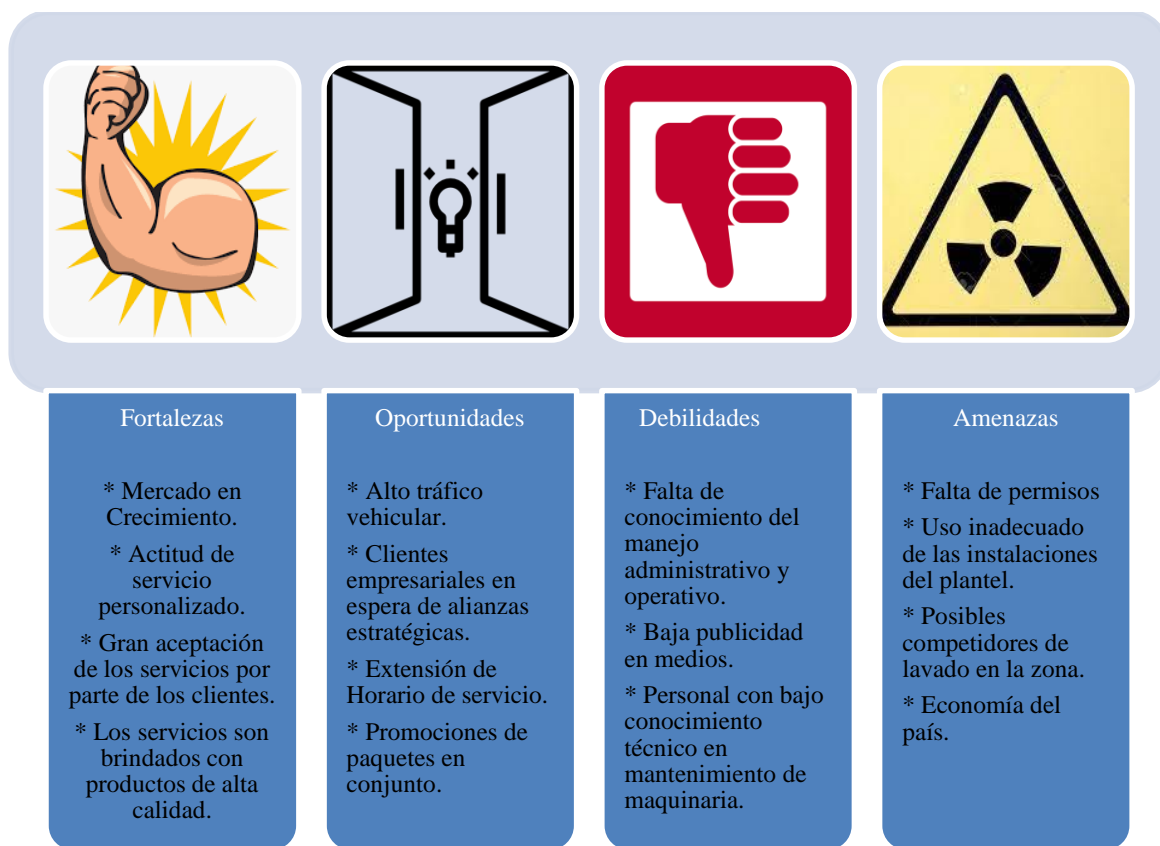 Fortalezas
* Mercado en
Crecimiento.
* Actitud de
servicio
personalizado.
* Gran aceptación
de los servicios por
parte de los clientes.
* Los servicios son
brindados con
productos de alta
calidad.
Oportunidades
* Alto tráfico
vehicular.
* Clientes
empresariales en
espera de alianzas
estratégicas.
* Extensión de
Horario de servicio.
* Promociones de
paquetes en
conjunto.
Debilidades
* Falta de
conocimiento del
manejo
administrativo y
operativo.
* Baja publicidad
en medios.
* Personal con bajo
conocimiento
técnico en
mantenimiento de
maquinaria.
Amenazas
* Falta de permisos
* Uso inadecuado
de las instalaciones
del plantel.
* Posibles
competidores de
lavado en la zona.
* Economía del
país.